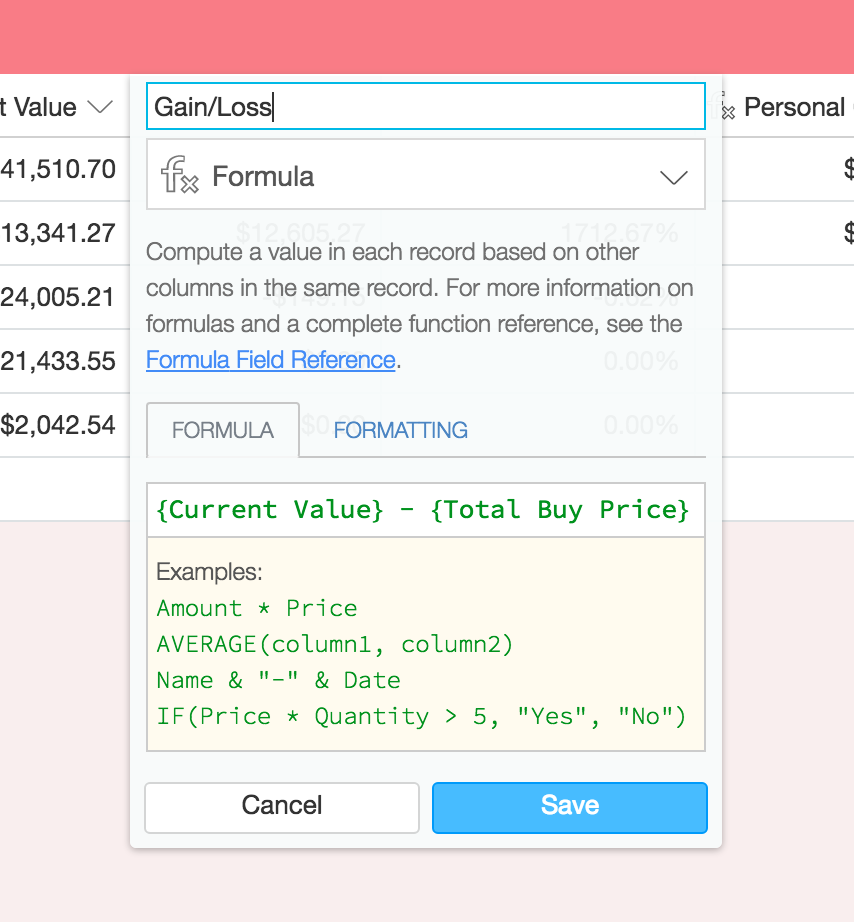 Gain/Loss
t Value
Personal
Formula
41,510.70
$
13,341.27
$12,605.27
1712.67%
$
Compute a value in each record based on other
columns in the same record. For more information on
formulas and a complete function reference, see the
Formula Field Reference.
24,005.21
21,433.55
0.00%
$2,042.54
0.00%
FORMULA
FORMATTING
{Current Value} - {Total Buy Price}
Examples:
Amount * Price
AVERAGE(column1, column2)
Name & "-" & Date
IF(Price * Quantity > 5, "Yes", "No")
Cancel
Save